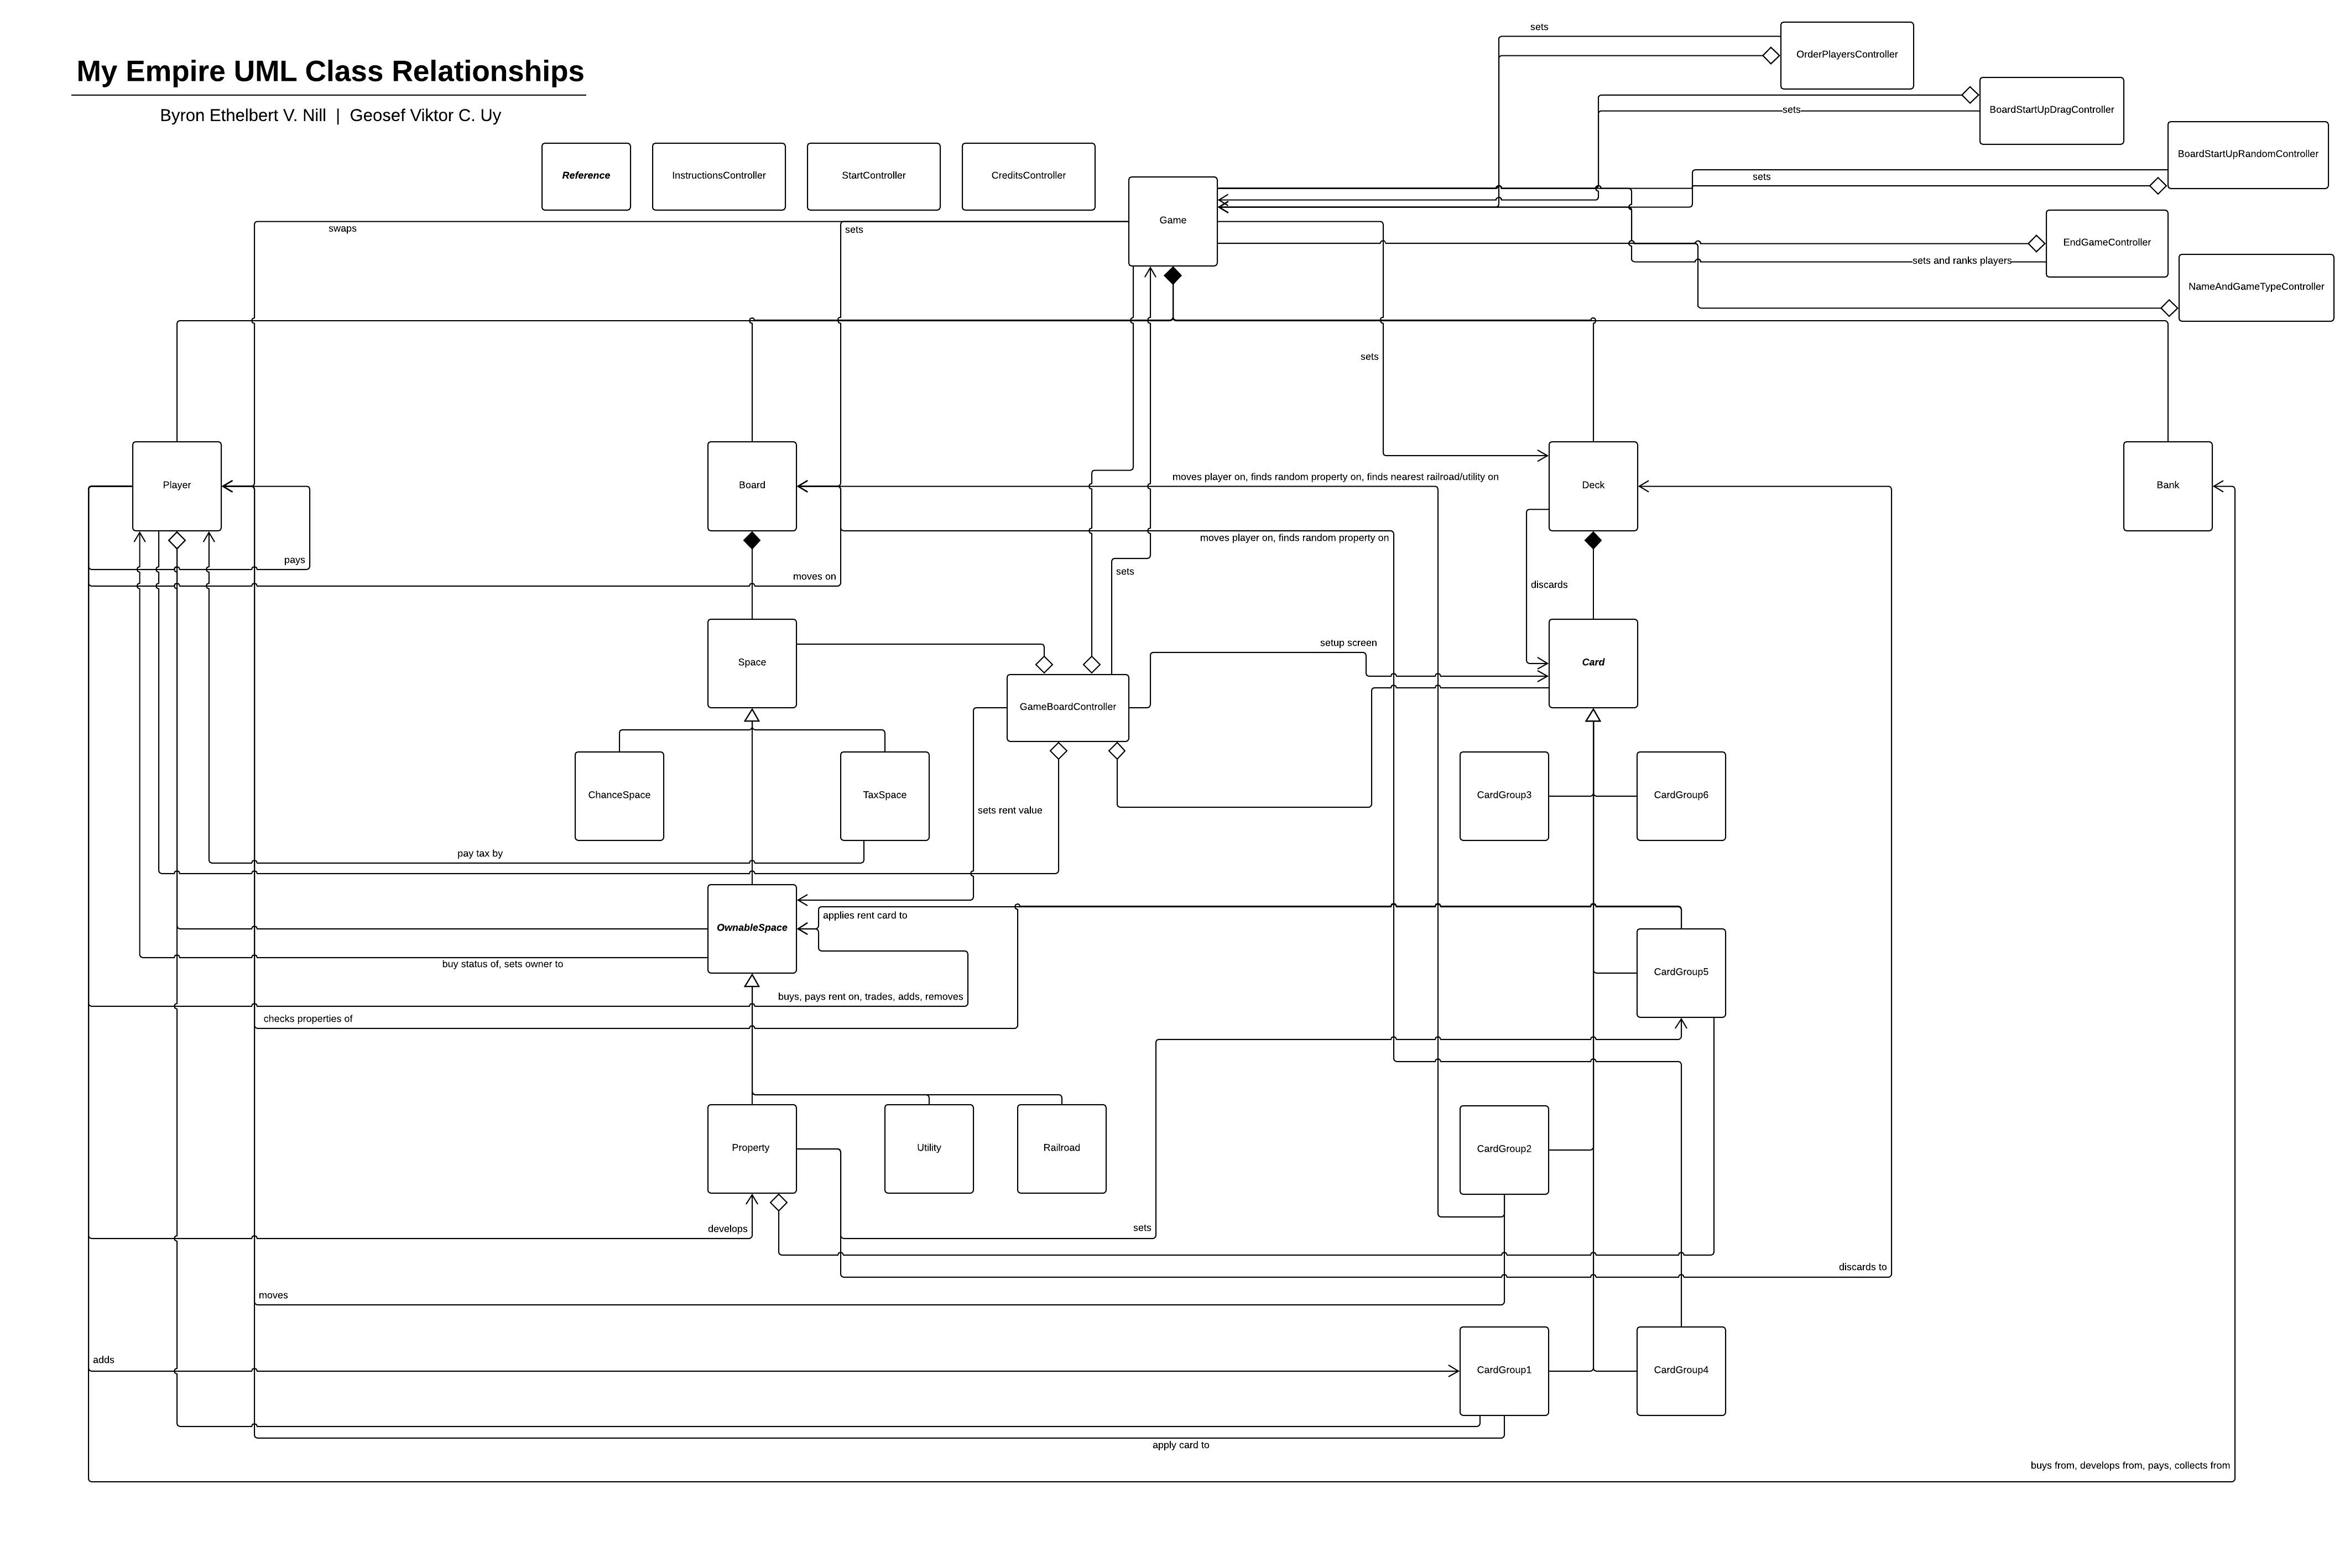 sets
OrderPlayersController
My Empire UML Class Relationships
BoardStartUpDragController
sets
Byron Ethelbert V. Nill | Geosef Viktor C. Uy
BoardStartUpRandomController
Reference
InstructionsController
StartController
CreditsController
sets
Game
swaps
sets
EndGameController
sets and ranks players
NameAndGameTypeController
sets
moves player on, finds random property on, finds nearest railroad/utility on
Player
Board
Deck
Bank
moves player on, finds random property on
pays
moves on
sets
discards
setup screen
Space
Card
GameBoardController
ChanceSpace
TaxSpace
CardGroup3
CardGroup6
sets rent value
pay tax by
applies rent card to
OwnableSpace
buy status of, sets owner to
CardGroup5
buys, pays rent on, trades, adds, removes
checks properties of
Property
Utility
Railroad
CardGroup2
develops
sets
discards to
moves
adds
CardGroup1
CardGroup4
apply card to
buys from, develops from, pays, collects from